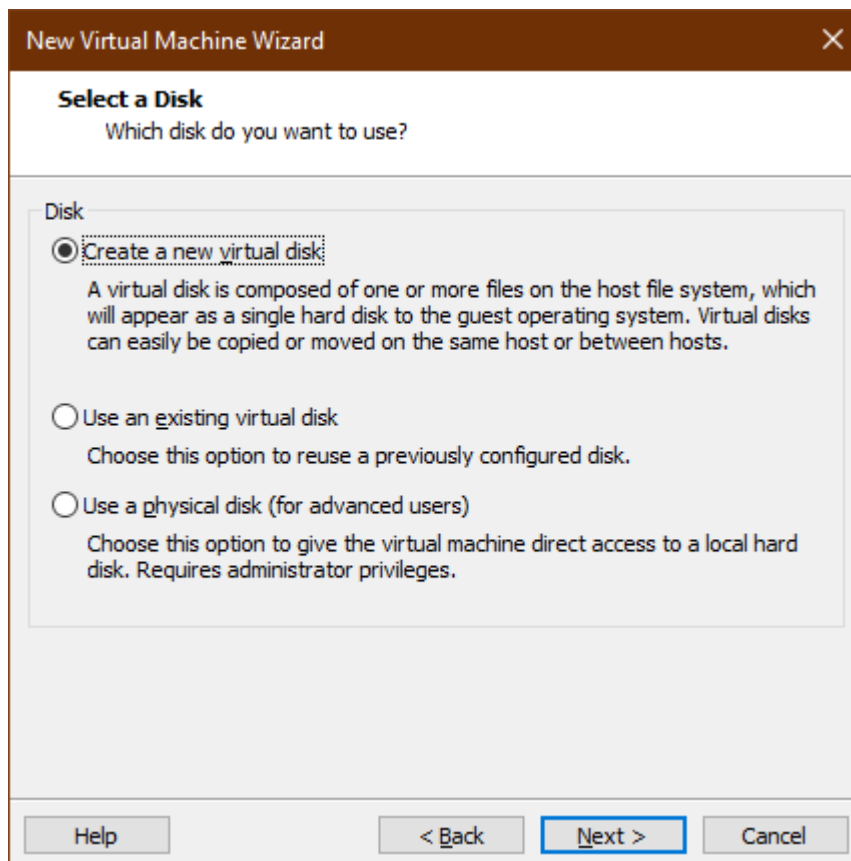 New Virtual Machine Wizard
Select a Disk
Which disk do you want to use?
Disk
Create a new virtual disk
A virtual disk is composed of one or more files on the host file system, which
will appear as a single hard disk to the guest operating system. Virtual disks
can easily be copied or moved on the same host or between hosts.
Use an existing virtual disk
Choose this option to reuse a previously configured disk.
Use a physical disk (for advanced users)
Choose this option to give the virtual machine direct access to a local hard
disk. Requires administrator privileges.
Help
< Back
Next >
Cancel